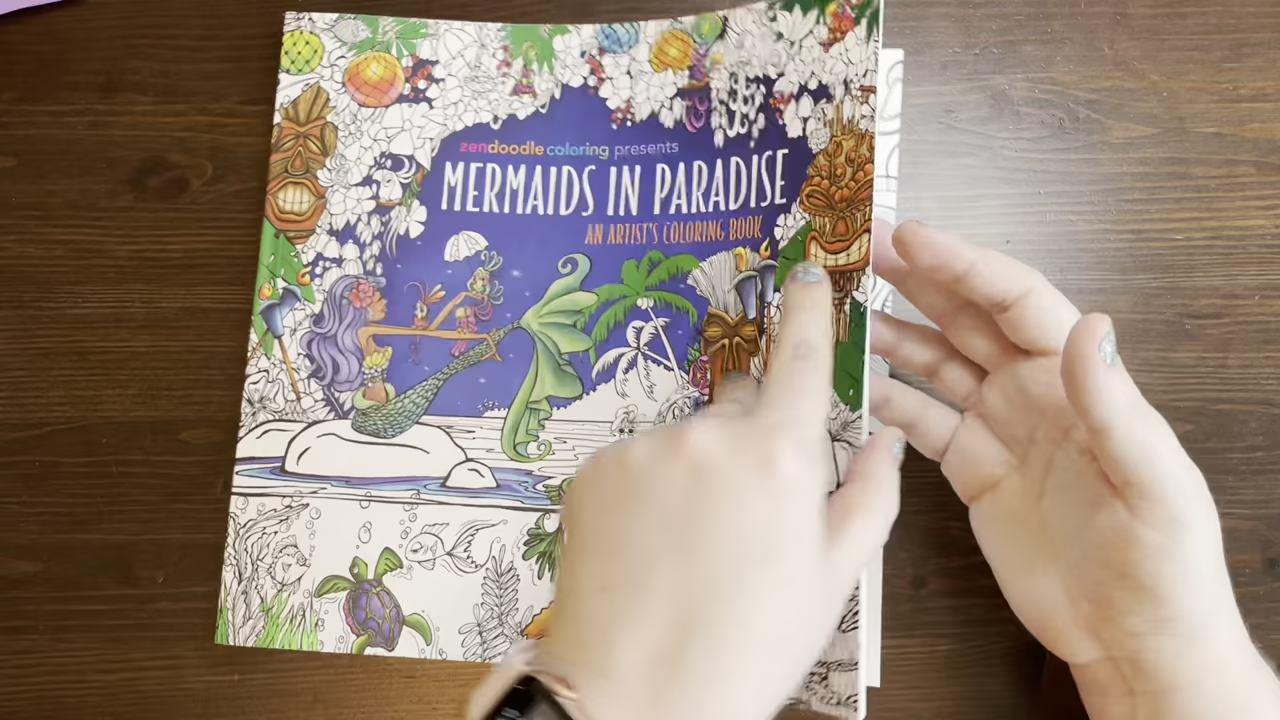 zendoodle coloring presents
MERMAIDS IN PARADISE
AN ARTIST'S COLORING BOOK